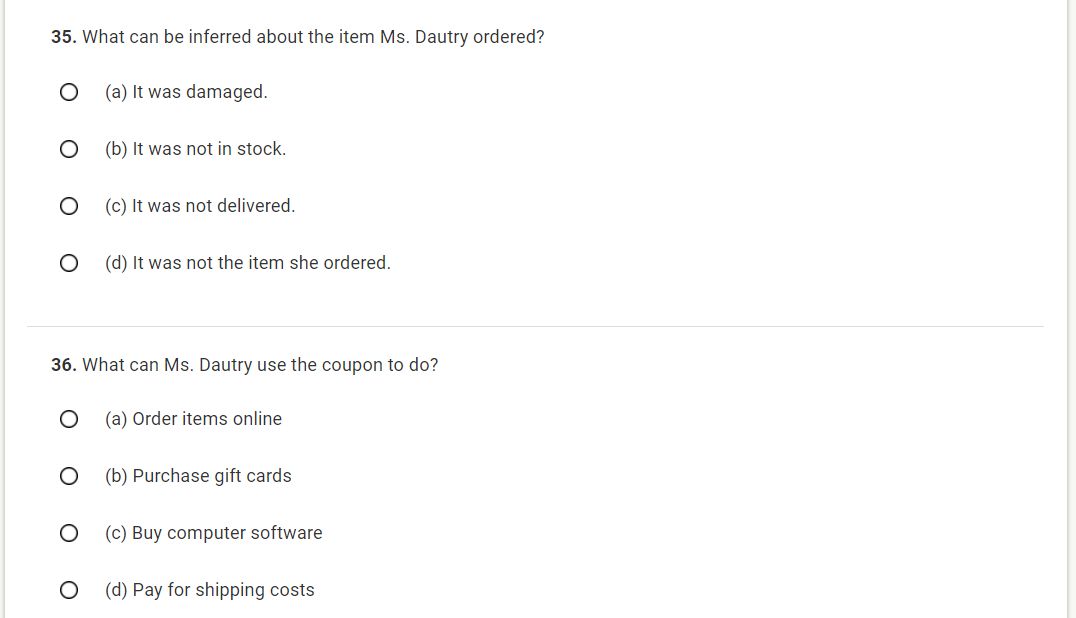 35. What can be inferred about the item Ms. Dautry ordered?
(a) It was damaged.
(b) It was not in stock.
(c) It was not delivered.
(d) It was not the item she ordered.
36. What can Ms. Dautry use the coupon to do?
(a) Order items online
(b) Purchase gift cards
(c) Buy computer software
(d) Pay for shipping costs